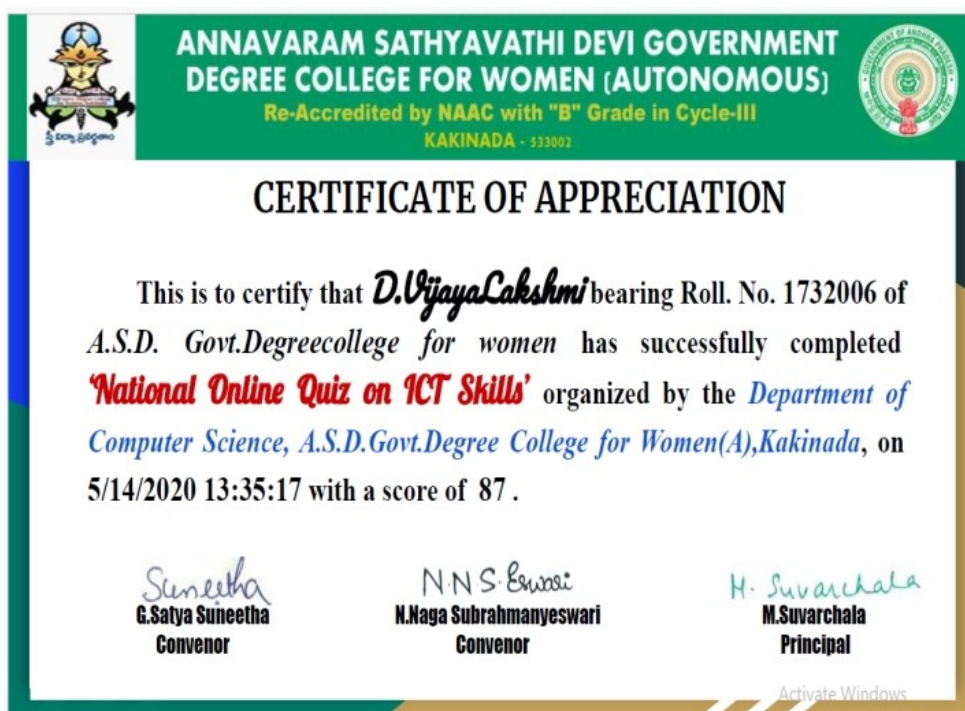 ANNAVARAM SATHYAVATHI DEVI GOVERNMENT
DEGREE COLLEGE FOR WOMEN (AUTONOMOUS)
Re-Accredited by NAAC with "B" Grade in Cycle-III
KAKINADA - 533002
CERTIFICATE OF APPRECIATION
This is to certify that D.VijayaLakshmi bearing Roll. No. 1732006 of
A.S.D. Govt.Degreecollege for women has successfully completed
'National Online Quiz on ICT Skills' organized by the Department of
Computer Science, A.S.D.Govt.Degree College for Women(A),Kakinada, on
5/14/2020 13:35:17 with a score of 87 .
Suneetha N.N.S. Eswari M. Suvarchala
G.Satya Suneetha N.Naga Subrahmanyeswari M.Suvarchala
Convenor Convenor Principal
Activate Windows